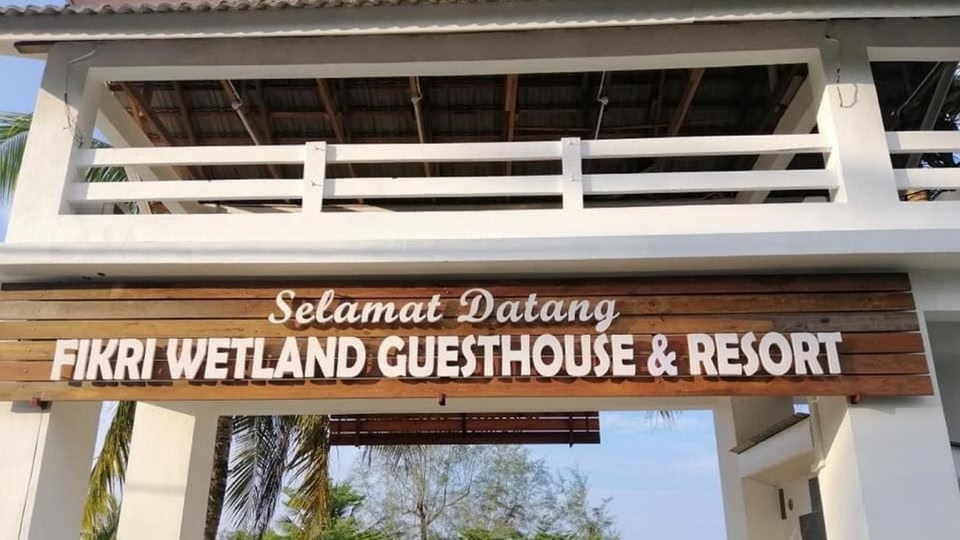 Selamat Datang
FIKRI WETLAND GUESTHOUSE & RESORT